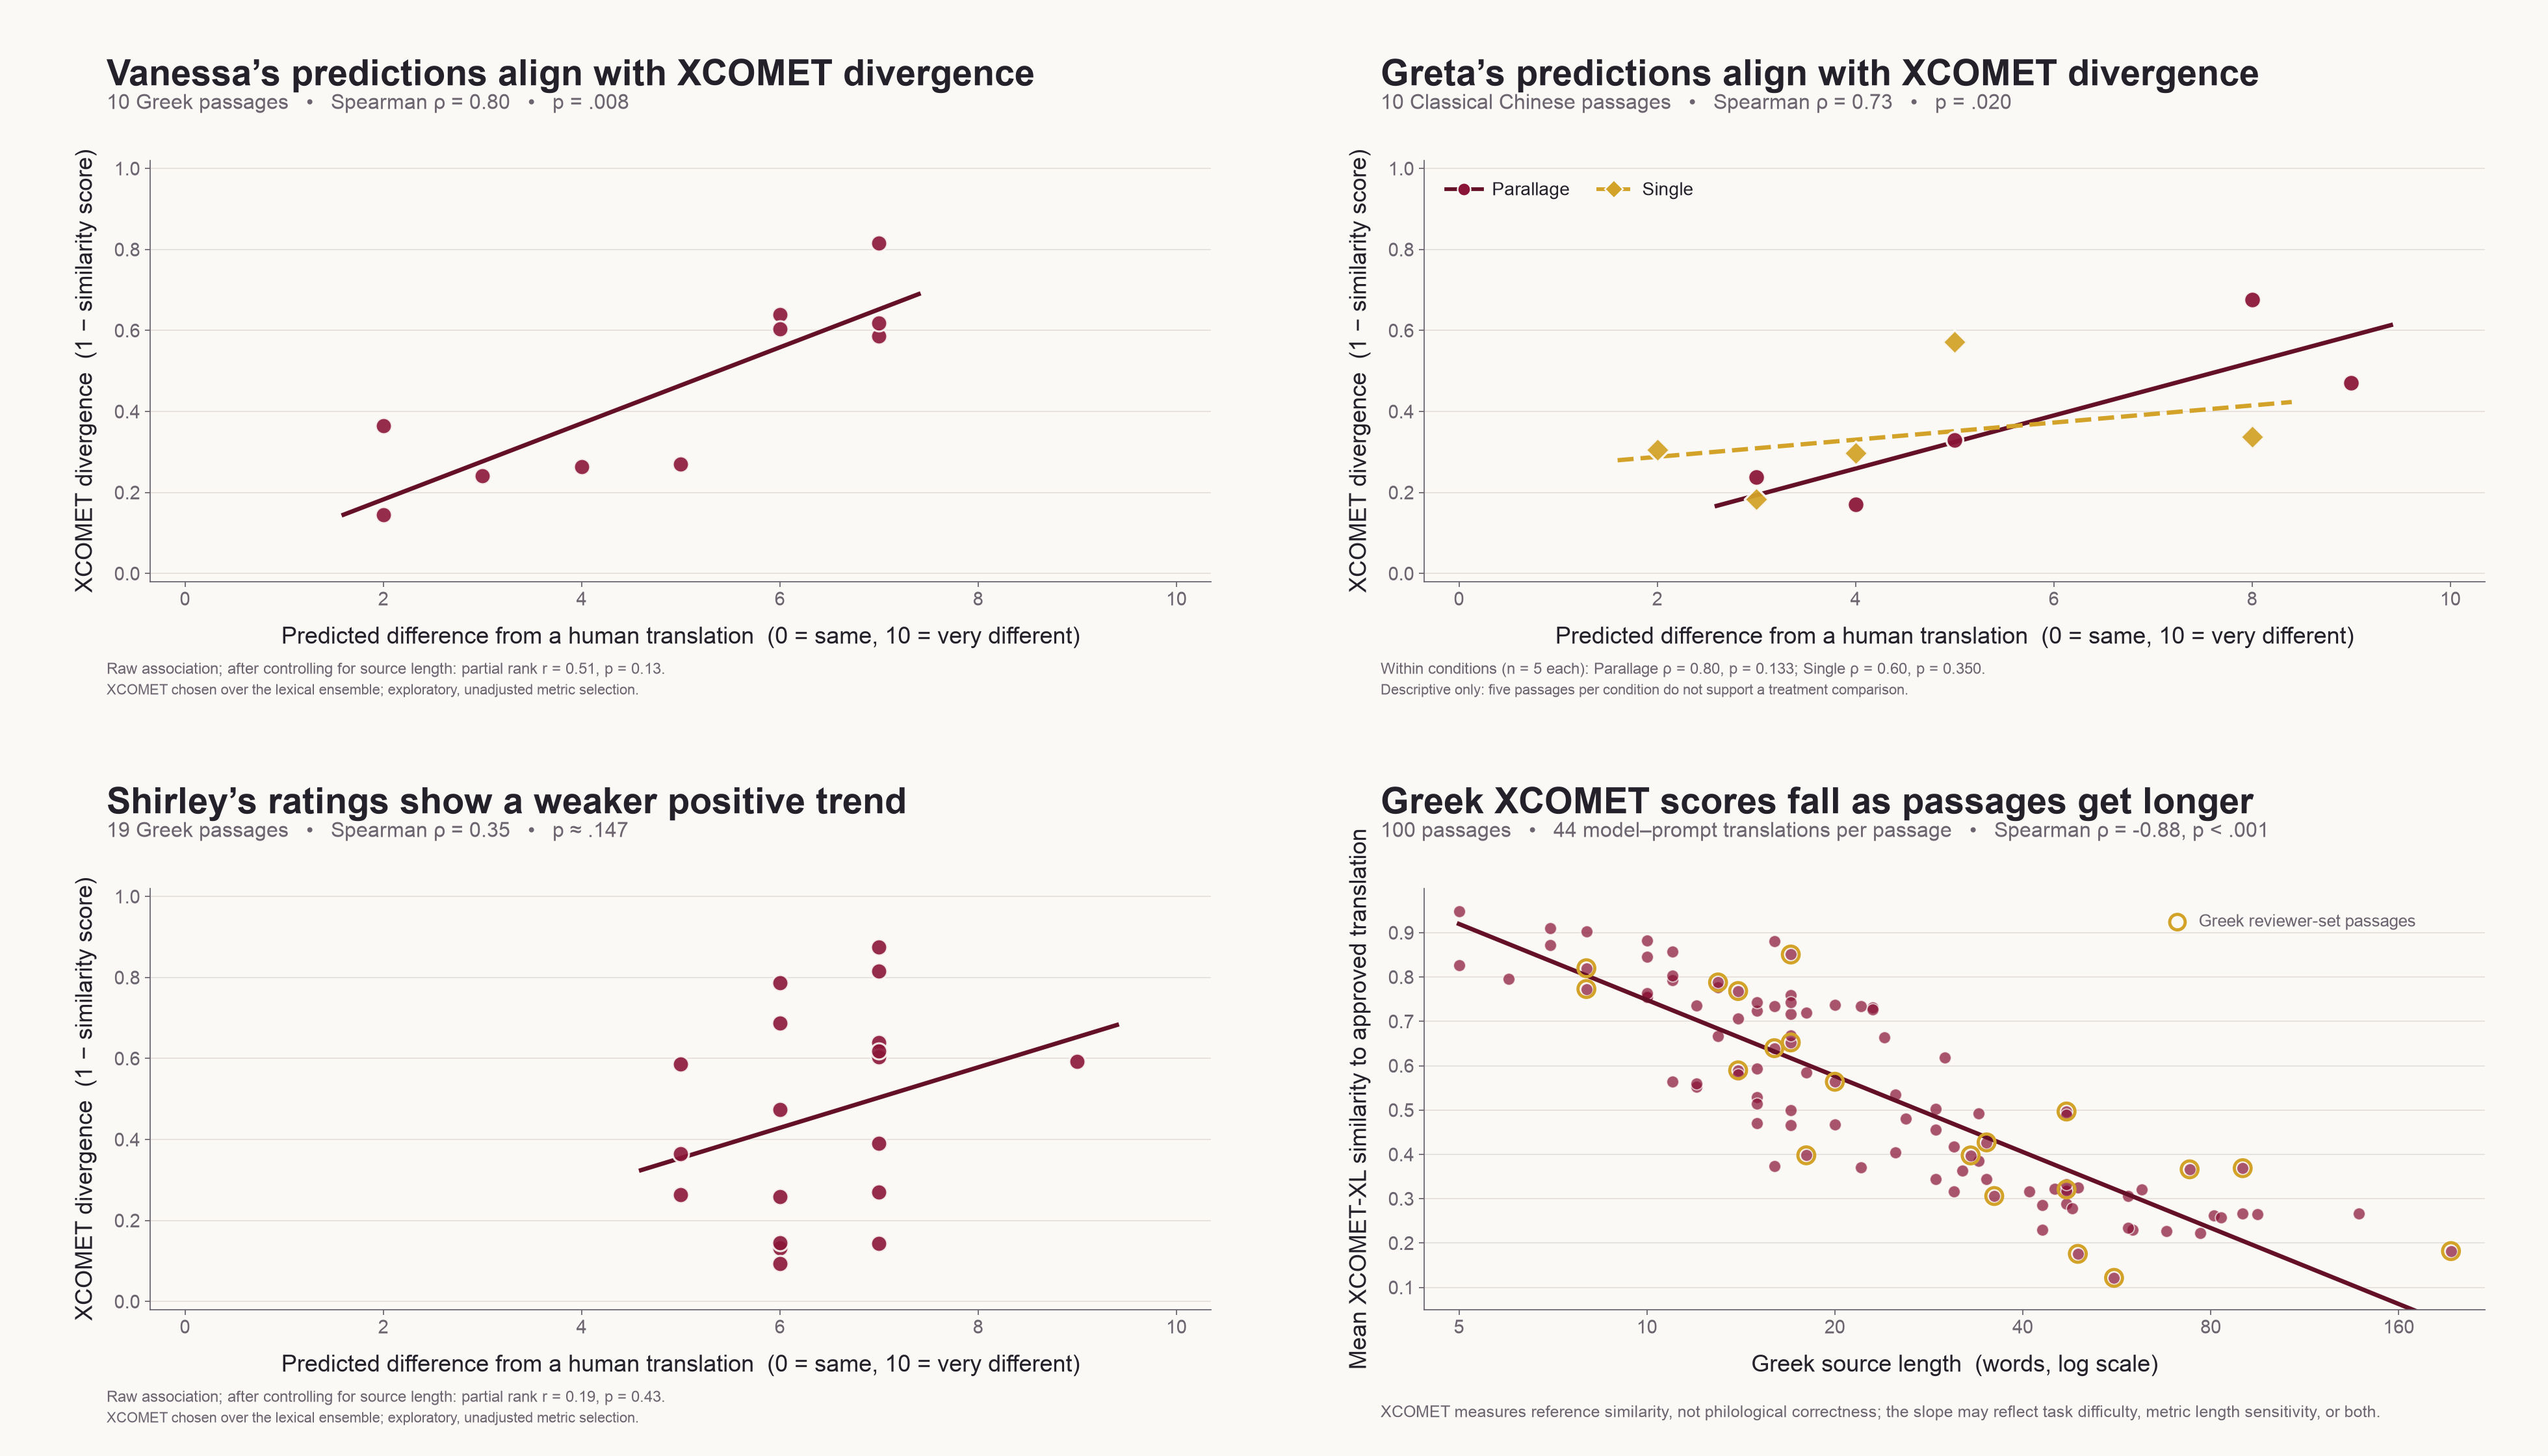 Vanessa’s predictions align with XCOMET divergence
10 Greek passages • Spearman ρ = 0.80 • p = .008
XCOMET divergence (1 − similarity score)
1.0
0.8
0.6
0.4
0.2
0.0
0 2 4 6 8 10
Predicted difference from a human translation (0 = same, 10 = very different)
Raw association; after controlling for source length: partial rank r = 0.51, p = 0.13.
XCOMET chosen over the lexical ensemble; exploratory, unadjusted metric selection.
Greta’s predictions align with XCOMET divergence
10 Classical Chinese passages • Spearman ρ = 0.73 • p = .020
XCOMET divergence (1 − similarity score)
Parallage Single
1.0
0.8
0.6
0.4
0.2
0.0
0 2 4 6 8 10
Predicted difference from a human translation (0 = same, 10 = very different)
Within conditions (n = 5 each): Parallage ρ = 0.80, p = 0.133; Single ρ = 0.60, p = 0.350.
Descriptive only: five passages per condition do not support a treatment comparison.
Shirley’s ratings show a weaker positive trend
19 Greek passages • Spearman ρ = 0.35 • p ≈ .147
XCOMET divergence (1 − similarity score)
1.0
0.8
0.6
0.4
0.2
0.0
0 2 4 6 8 10
Predicted difference from a human translation (0 = same, 10 = very different)
Raw association; after controlling for source length: partial rank r = 0.19, p = 0.43.
XCOMET chosen over the lexical ensemble; exploratory, unadjusted metric selection.
Greek XCOMET scores fall as passages get longer
100 passages • 44 model–prompt translations per passage • Spearman ρ = -0.88, p < .001
Mean XCOMET-XL similarity to approved translation
Greek reviewer-set passages
0.9
0.8
0.7
0.6
0.5
0.4
0.3
0.2
0.1
5 10 20 40 80 160
Greek source length (words, log scale)
XCOMET measures reference similarity, not philological correctness; the slope may reflect task difficulty, metric length sensitivity, or both.